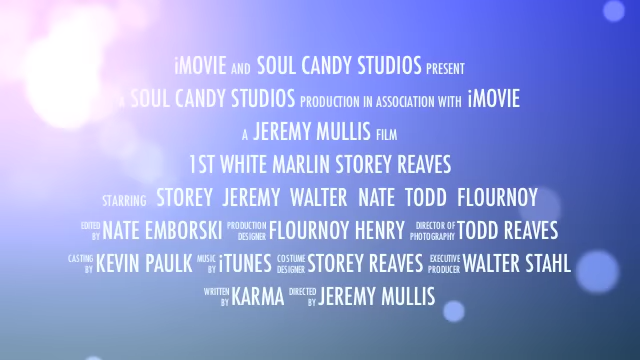 iMOVIE AND SOUL CANDY STUDIOS PRESENT
A SOUL CANDY STUDIOS PRODUCTION IN ASSOCIATION WITH iMOVIE
A JEREMY MULLIS FILM
1ST WHITE MARLIN STOREY REAVES
STARRING STOREY JEREMY WALTER NATE TODD FLOURNOY
EDITED BY NATE EMBORSKI PRODUCTION DESIGNER FLOURNOY HENRY DIRECTOR OF PHOTOGRAPHY TODD REAVES
CASTING BY KEVIN PAULK MUSIC BY iTUNES COSTUME DESIGNER STOREY REAVES EXECUTIVE PRODUCER WALTER STAHL
WRITTEN BY KARMA DIRECTED BY JEREMY MULLIS